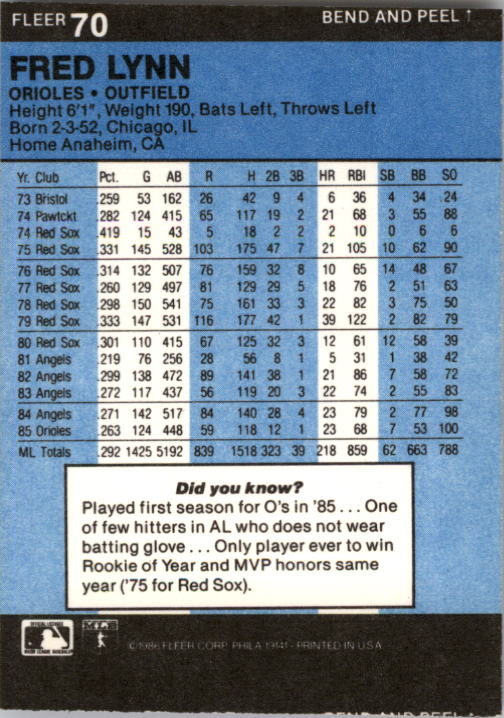 FLEER 70 BEND AND PEEL ↑
FRED LYNN
ORIOLES • OUTFIELD
Height 6'1", Weight 190, Bats Left, Throws Left
Born 2-3-52, Chicago, IL
Home Anaheim, CA
Yr. Club Pct. G AB R H 2B 3B HR RBI SB BB SO
73 Bristol .259 53 162 26 42 9 4 6 36 4 34 24
74 Pawtckt .282 124 415 65 117 19 2 21 68 3 55 88
74 Red Sox .419 15 43 5 18 2 2 2 10 0 6 6
75 Red Sox .331 145 528 103 175 47 7 21 105 10 62 90
76 Red Sox .314 132 507 76 159 32 8 10 65 14 48 67
77 Red Sox .260 129 497 81 129 29 5 18 76 2 51 63
78 Red Sox .298 150 541 75 161 33 3 22 82 3 75 50
79 Red Sox .333 147 531 116 177 42 1 39 122 2 82 79
80 Red Sox .301 110 415 67 125 32 3 12 61 12 58 39
81 Angels .219 76 256 28 56 8 1 5 31 1 38 42
82 Angels .299 138 472 89 141 38 1 21 86 7 58 72
83 Angels .272 117 437 56 119 20 3 22 74 2 55 83
84 Angels .271 142 517 84 140 28 4 23 79 2 77 98
85 Orioles .263 124 448 59 118 12 1 23 68 7 53 100
ML Totals .292 1425 5192 839 1518 323 39 218 859 62 663 788
Did you know?
Played first season for O's in '85 . . . One
of few hitters in AL who does not wear
batting glove . . . Only player ever to win
Rookie of Year and MVP honors same
year ('75 for Red Sox).
©1986 FLEER CORP. PHILA 19141 - PRINTED IN U.S.A.
BEND AND PEEL ↑